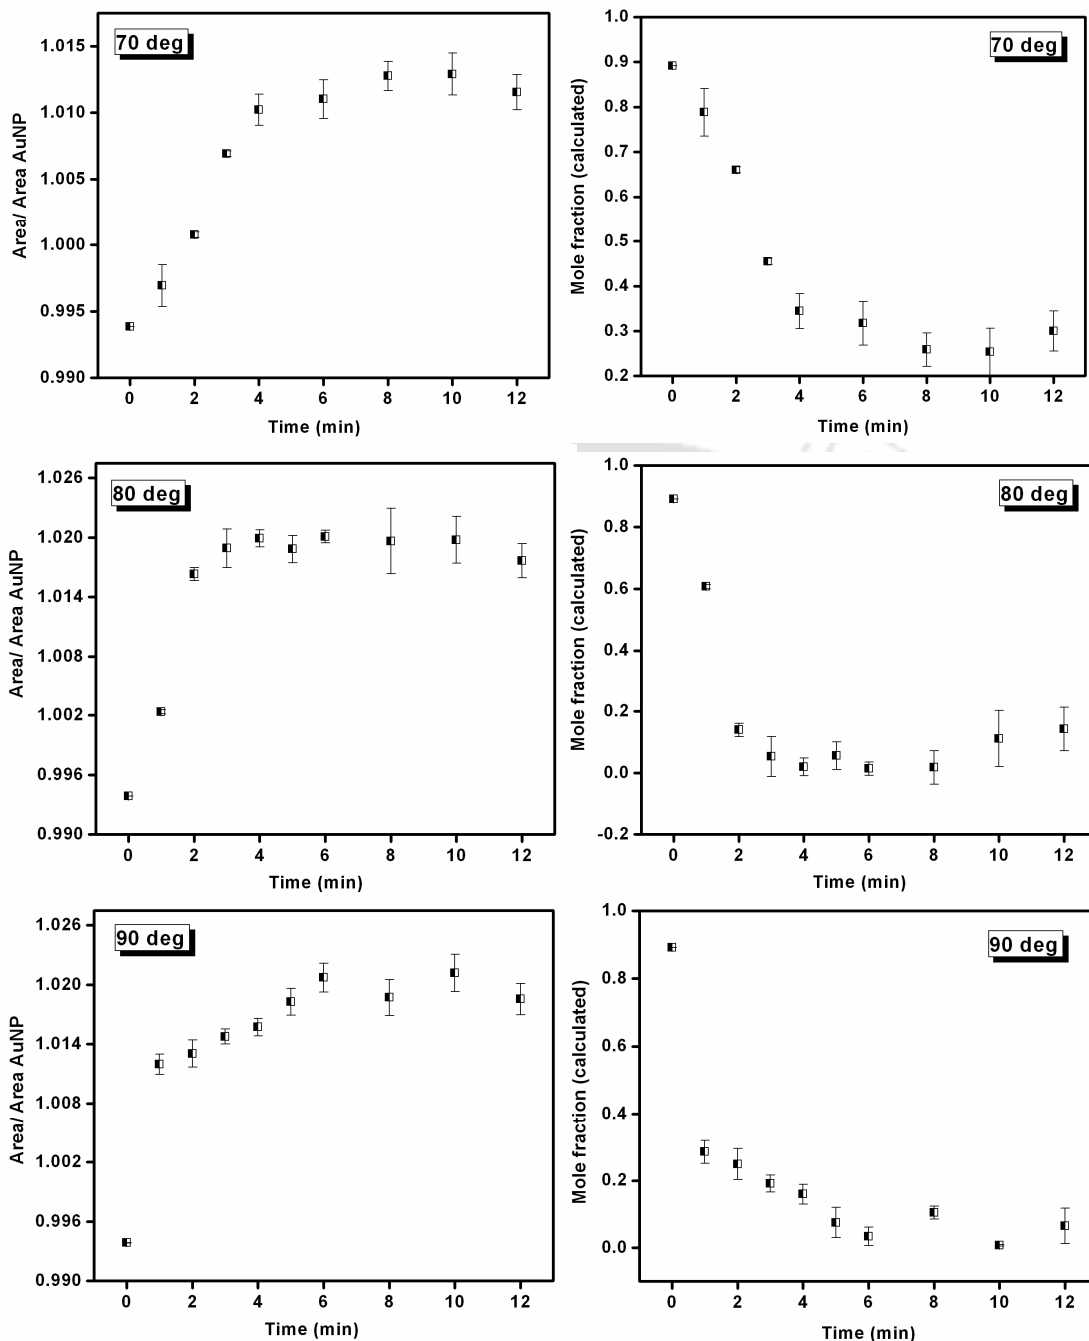 70 deg
Area/ Area AuNP
1.015
1.010
1.005
1.000
0.995
0.990
0 2 4 6 8 10 12
Time (min)
70 deg
Mole fraction (calculated)
1.0
0.9
0.8
0.7
0.6
0.5
0.4
0.3
0.2
0 2 4 6 8 10 12
Time (min)
80 deg
Area/ Area AuNP
1.026
1.020
1.014
1.008
1.002
0.996
0.990
0 2 4 6 8 10 12
Time (min)
80 deg
Mole fraction (calculated)
1.0
0.8
0.6
0.4
0.2
0.0
-0.2
0 2 4 6 8 10 12
Time (min)
90 deg
Area/ Area AuNP
1.026
1.020
1.014
1.008
1.002
0.996
0.990
0 2 4 6 8 10 12
Time (min)
90 deg
Mole fraction (calculated)
1.0
0.8
0.6
0.4
0.2
0.0
0 2 4 6 8 10 12
Time (min)